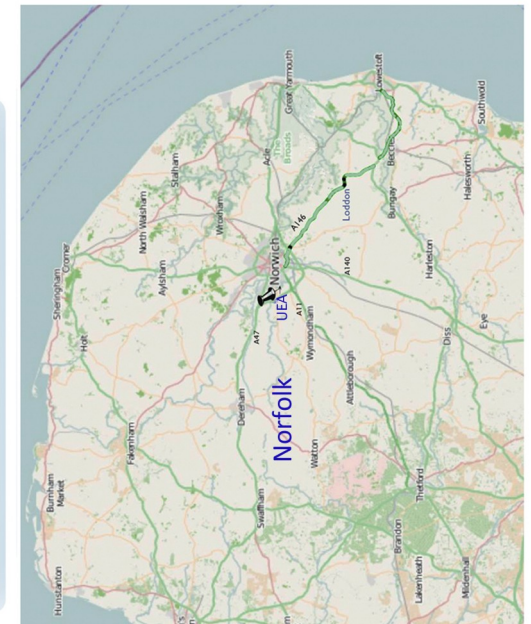 Hunstanton
Burnham
Market
Sheringham
Cromer
Holt
Fakenham
North Walsham
Aylsham
Stalham
Wroxham
Acle
The
Broads
Great Yarmouth
Dereham
Swaffham
A47
Norwich
UEA
A146
Norfolk
A11
Wymondham
A140
Loddon
Lowestoft
Beccles
Watton
Attleborough
Bungay
Thetford
Brandon
Diss
Harleston
Halesworth
Southwold
Lakenheath
Mildenhall
Eye